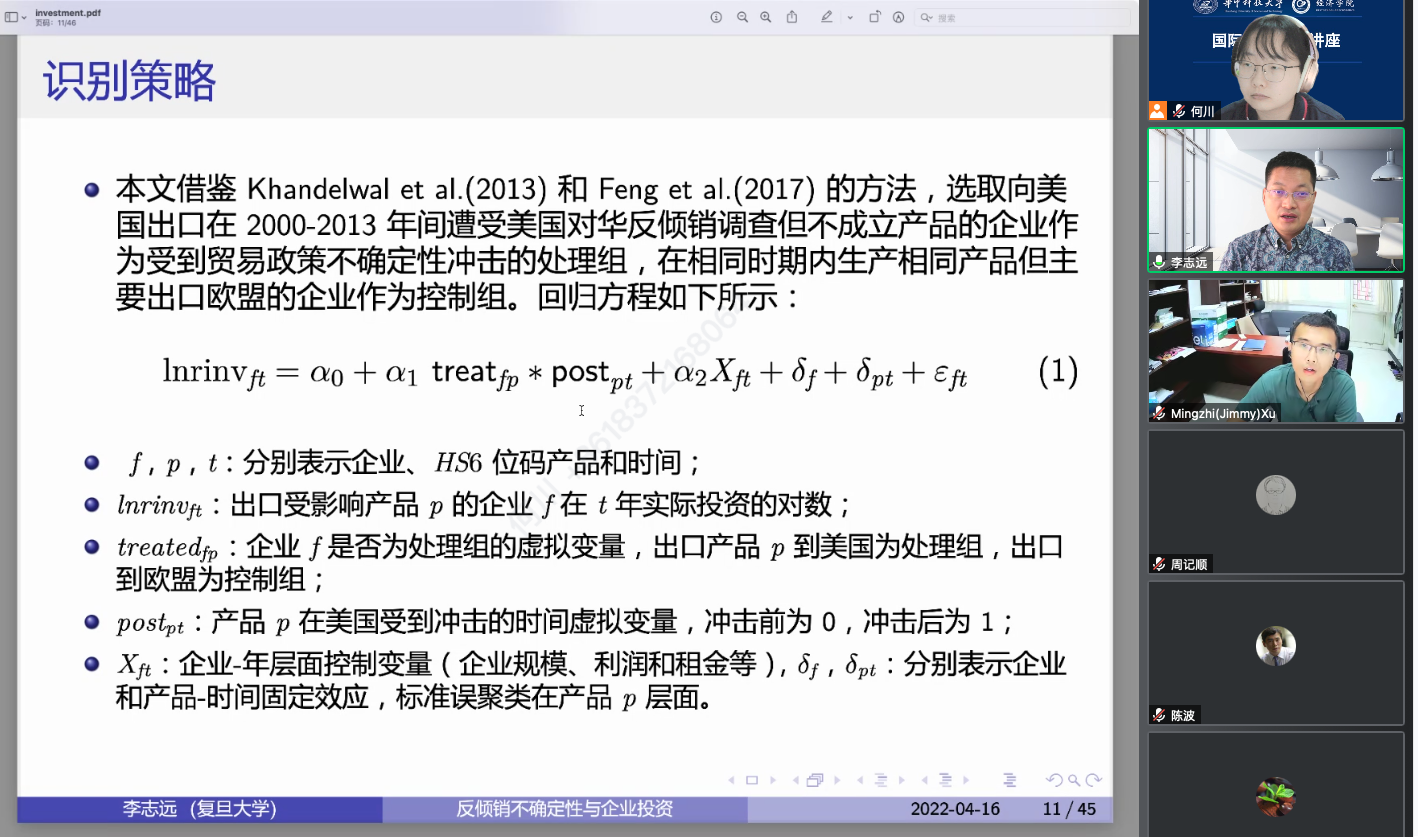 investment.pdf
页码：11/46
搜索
识别策略
本文借鉴 Khandelwal et al.(2013) 和 Feng et al.(2017) 的方法，选取向美
国出口在 2000-2013 年间遭受美国对华反倾销调查但不成立产品的企业作
为受到贸易政策不确定性冲击的处理组，在相同时期内生产相同产品但主
要出口欧盟的企业作为控制组。回归方程如下所示：
lnrinv_{ft} = α_0 + α_1 treat_{fp} * post_{pt} + α_2 X_{ft} + δ_f + δ_{pt} + ε_{ft} (1)
f，p，t：分别表示企业、HS6 位码产品和时间；
lnrinv_{ft}：出口受影响产品 p 的企业 f 在 t 年实际投资的对数；
treated_{fp}：企业 f 是否为处理组的虚拟变量，出口产品 p 到美国为处理组，出口
到欧盟为控制组；
post_{pt}：产品 p 在美国受到冲击的时间虚拟变量，冲击前为 0，冲击后为 1；
X_{ft}：企业-年层面控制变量（企业规模、利润和租金等），δ_f，δ_{pt}：分别表示企业
和产品-时间固定效应，标准误聚类在产品 p 层面。
李志远（复旦大学） 反倾销不确定性与企业投资 2022-04-16 11 / 45
华中科技大学 经济学院
国际 讲座
何川
李志远
Mingzhi(Jimmy)Xu
周记顺
陈波